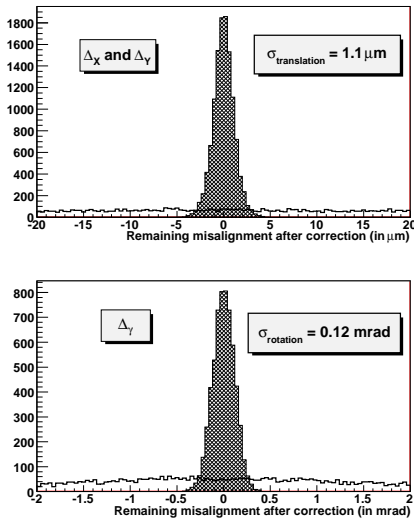 1800
1600
1400
1200
1000
800
600
400
200
0
Δ_X and Δ_Y
σ_translation = 1.1 μm
-20 -15 -10 -5 0 5 10 15 20
Remaining misalignment after correction (in μm)
800
700
600
500
400
300
200
100
0
Δ_γ
σ_rotation = 0.12 mrad
-2 -1.5 -1 -0.5 0 0.5 1 1.5 2
Remaining misalignment after correction (in mrad)